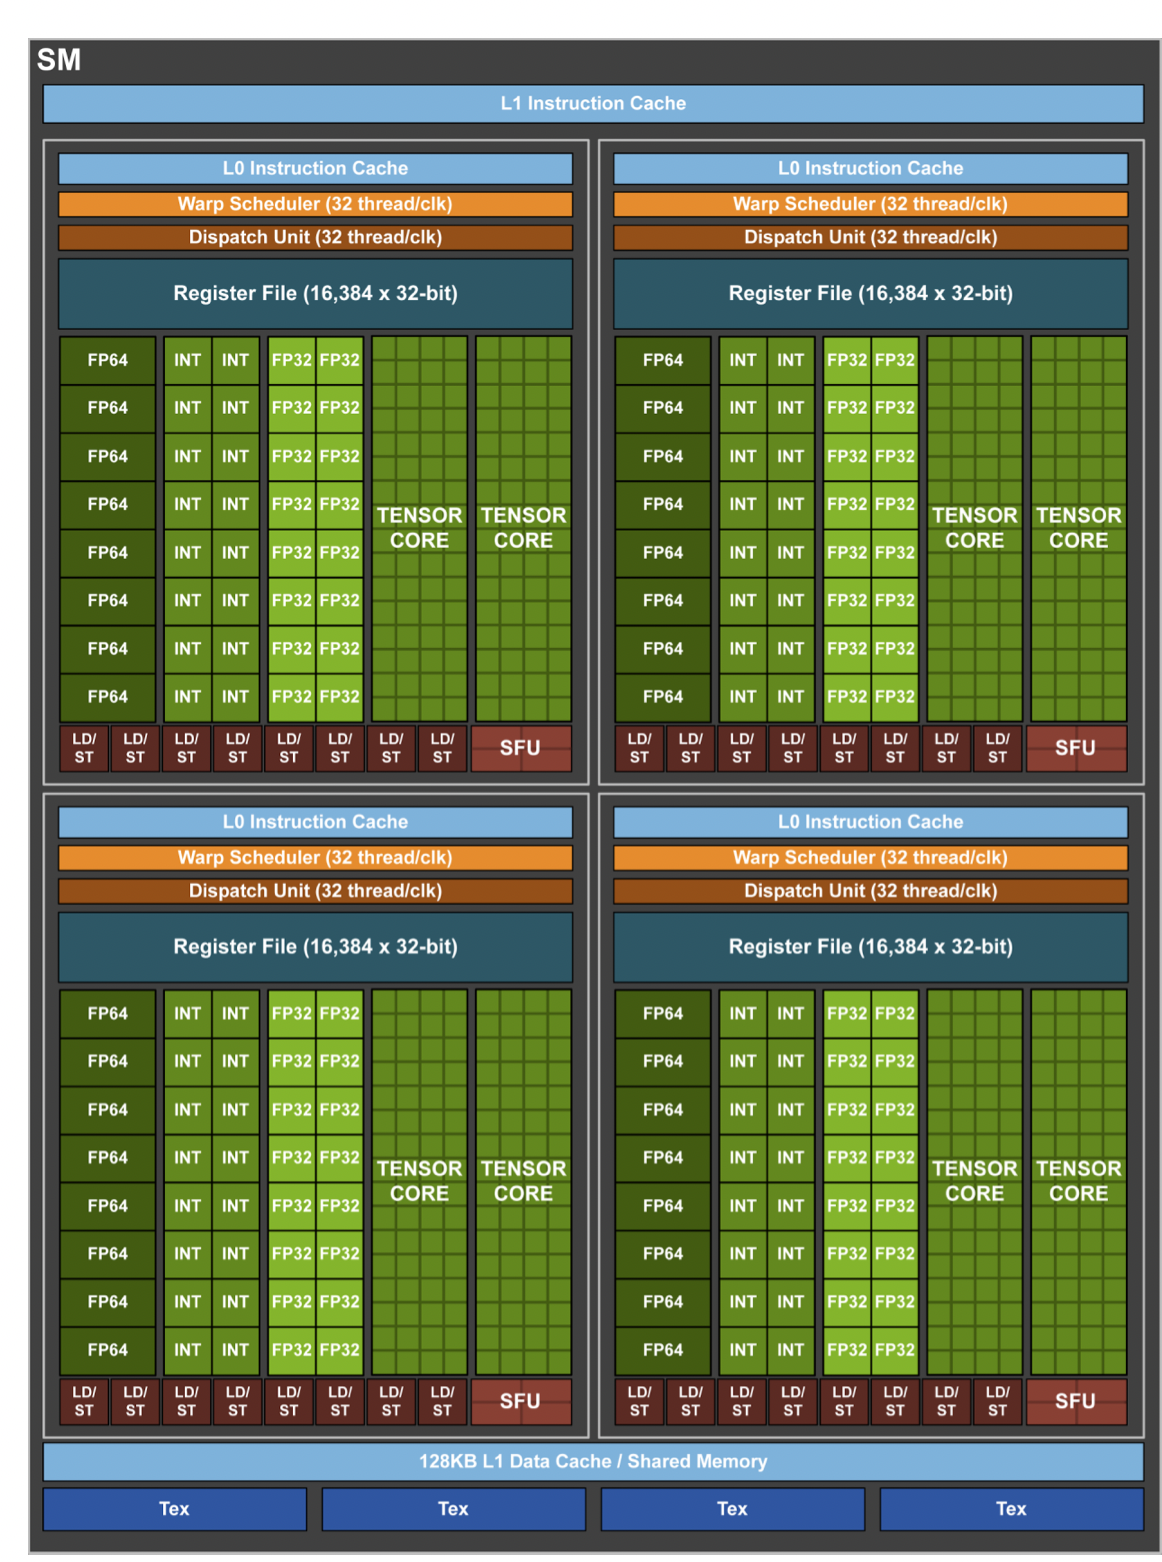 SM
L1 Instruction Cache
L0 Instruction Cache
Warp Scheduler (32 thread/clk)
Dispatch Unit (32 thread/clk)
Register File (16,384 x 32-bit)
FP64 INT INT FP32 FP32
FP64 INT INT FP32 FP32
FP64 INT INT FP32 FP32
FP64 INT INT FP32 FP32
FP64 INT INT FP32 FP32
FP64 INT INT FP32 FP32
FP64 INT INT FP32 FP32
FP64 INT INT FP32 FP32
TENSOR
CORE
TENSOR
CORE
LD/ LD/ LD/ LD/ LD/ LD/ LD/ LD/
ST ST ST ST ST ST ST ST
SFU
L0 Instruction Cache
Warp Scheduler (32 thread/clk)
Dispatch Unit (32 thread/clk)
Register File (16,384 x 32-bit)
FP64 INT INT FP32 FP32
FP64 INT INT FP32 FP32
FP64 INT INT FP32 FP32
FP64 INT INT FP32 FP32
FP64 INT INT FP32 FP32
FP64 INT INT FP32 FP32
FP64 INT INT FP32 FP32
FP64 INT INT FP32 FP32
TENSOR
CORE
TENSOR
CORE
LD/ LD/ LD/ LD/ LD/ LD/ LD/ LD/
ST ST ST ST ST ST ST ST
SFU
L0 Instruction Cache
Warp Scheduler (32 thread/clk)
Dispatch Unit (32 thread/clk)
Register File (16,384 x 32-bit)
FP64 INT INT FP32 FP32
FP64 INT INT FP32 FP32
FP64 INT INT FP32 FP32
FP64 INT INT FP32 FP32
FP64 INT INT FP32 FP32
FP64 INT INT FP32 FP32
FP64 INT INT FP32 FP32
FP64 INT INT FP32 FP32
TENSOR
CORE
TENSOR
CORE
LD/ LD/ LD/ LD/ LD/ LD/ LD/ LD/
ST ST ST ST ST ST ST ST
SFU
L0 Instruction Cache
Warp Scheduler (32 thread/clk)
Dispatch Unit (32 thread/clk)
Register File (16,384 x 32-bit)
FP64 INT INT FP32 FP32
FP64 INT INT FP32 FP32
FP64 INT INT FP32 FP32
FP64 INT INT FP32 FP32
FP64 INT INT FP32 FP32
FP64 INT INT FP32 FP32
FP64 INT INT FP32 FP32
FP64 INT INT FP32 FP32
TENSOR
CORE
TENSOR
CORE
LD/ LD/ LD/ LD/ LD/ LD/ LD/ LD/
ST ST ST ST ST ST ST ST
SFU
128KB L1 Data Cache / Shared Memory
Tex Tex Tex Tex